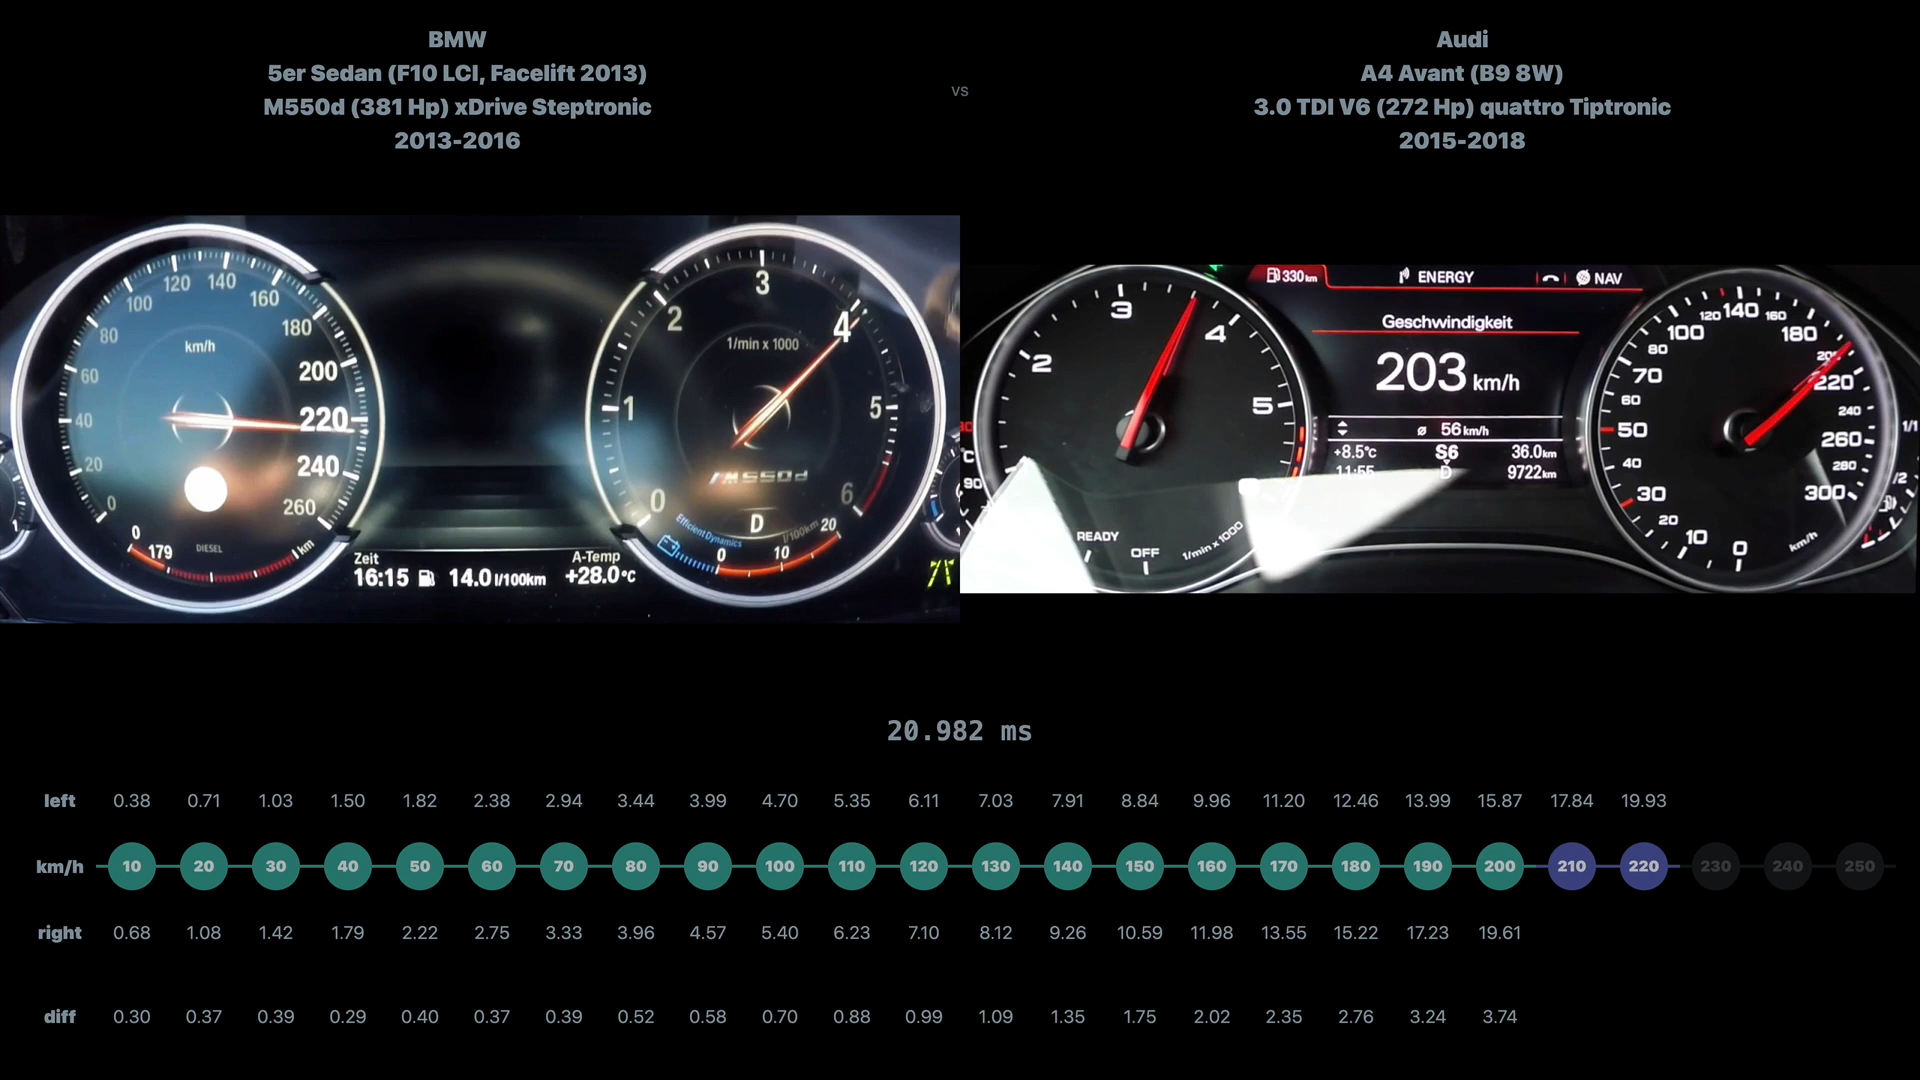 BMW
5er Sedan (F10 LCI, Facelift 2013)
M550d (381 Hp) xDrive Steptronic
2013-2016
vs
Audi
A4 Avant (B9 8W)
3.0 TDI V6 (272 Hp) quattro Tiptronic
2015-2018
0 20 40 60 80 100 120 140 160 180 200 220 240 260
km/h
0 179
DIESEL
km
0 1 2 3 4 5 6
1/min x 1000
M550d
D
EfficientDynamics
l/100km
0 10 20
Zeit
16:15
14.0 l/100km
A-Temp
+28.0°C
330 km
ENERGY
NAV
Geschwindigkeit
203 km/h
ø 56 km/h
+8.5°C S6 36.0 km
11:55 D 9722 km
2 3 4 5
READY
OFF
1/min x 1000
90
0 10 20 30 40 50 60 70 80 100 120 140 160 180 200 220 240 260 280 300
km/h
1/1
1/2
20.982 ms
left 0.38 0.71 1.03 1.50 1.82 2.38 2.94 3.44 3.99 4.70 5.35 6.11 7.03 7.91 8.84 9.96 11.20 12.46 13.99 15.87 17.84 19.93
km/h 10 20 30 40 50 60 70 80 90 100 110 120 130 140 150 160 170 180 190 200 210 220 230 240 250
right 0.68 1.08 1.42 1.79 2.22 2.75 3.33 3.96 4.57 5.40 6.23 7.10 8.12 9.26 10.59 11.98 13.55 15.22 17.23 19.61
diff 0.30 0.37 0.39 0.29 0.40 0.37 0.39 0.52 0.58 0.70 0.88 0.99 1.09 1.35 1.75 2.02 2.35 2.76 3.24 3.74